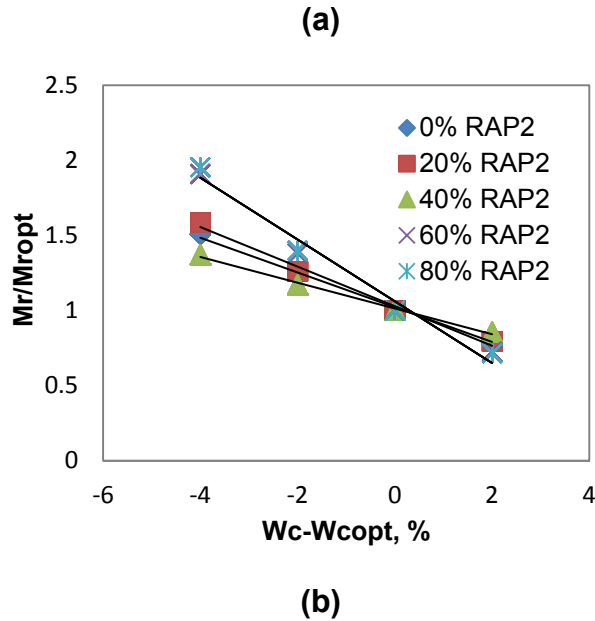 (a)
2.5
2
1.5
1
0.5
0
Mr/Mropt
0% RAP2
20% RAP2
40% RAP2
60% RAP2
80% RAP2
-6 -4 -2 0 2 4
Wc-Wcopt, %
(b)